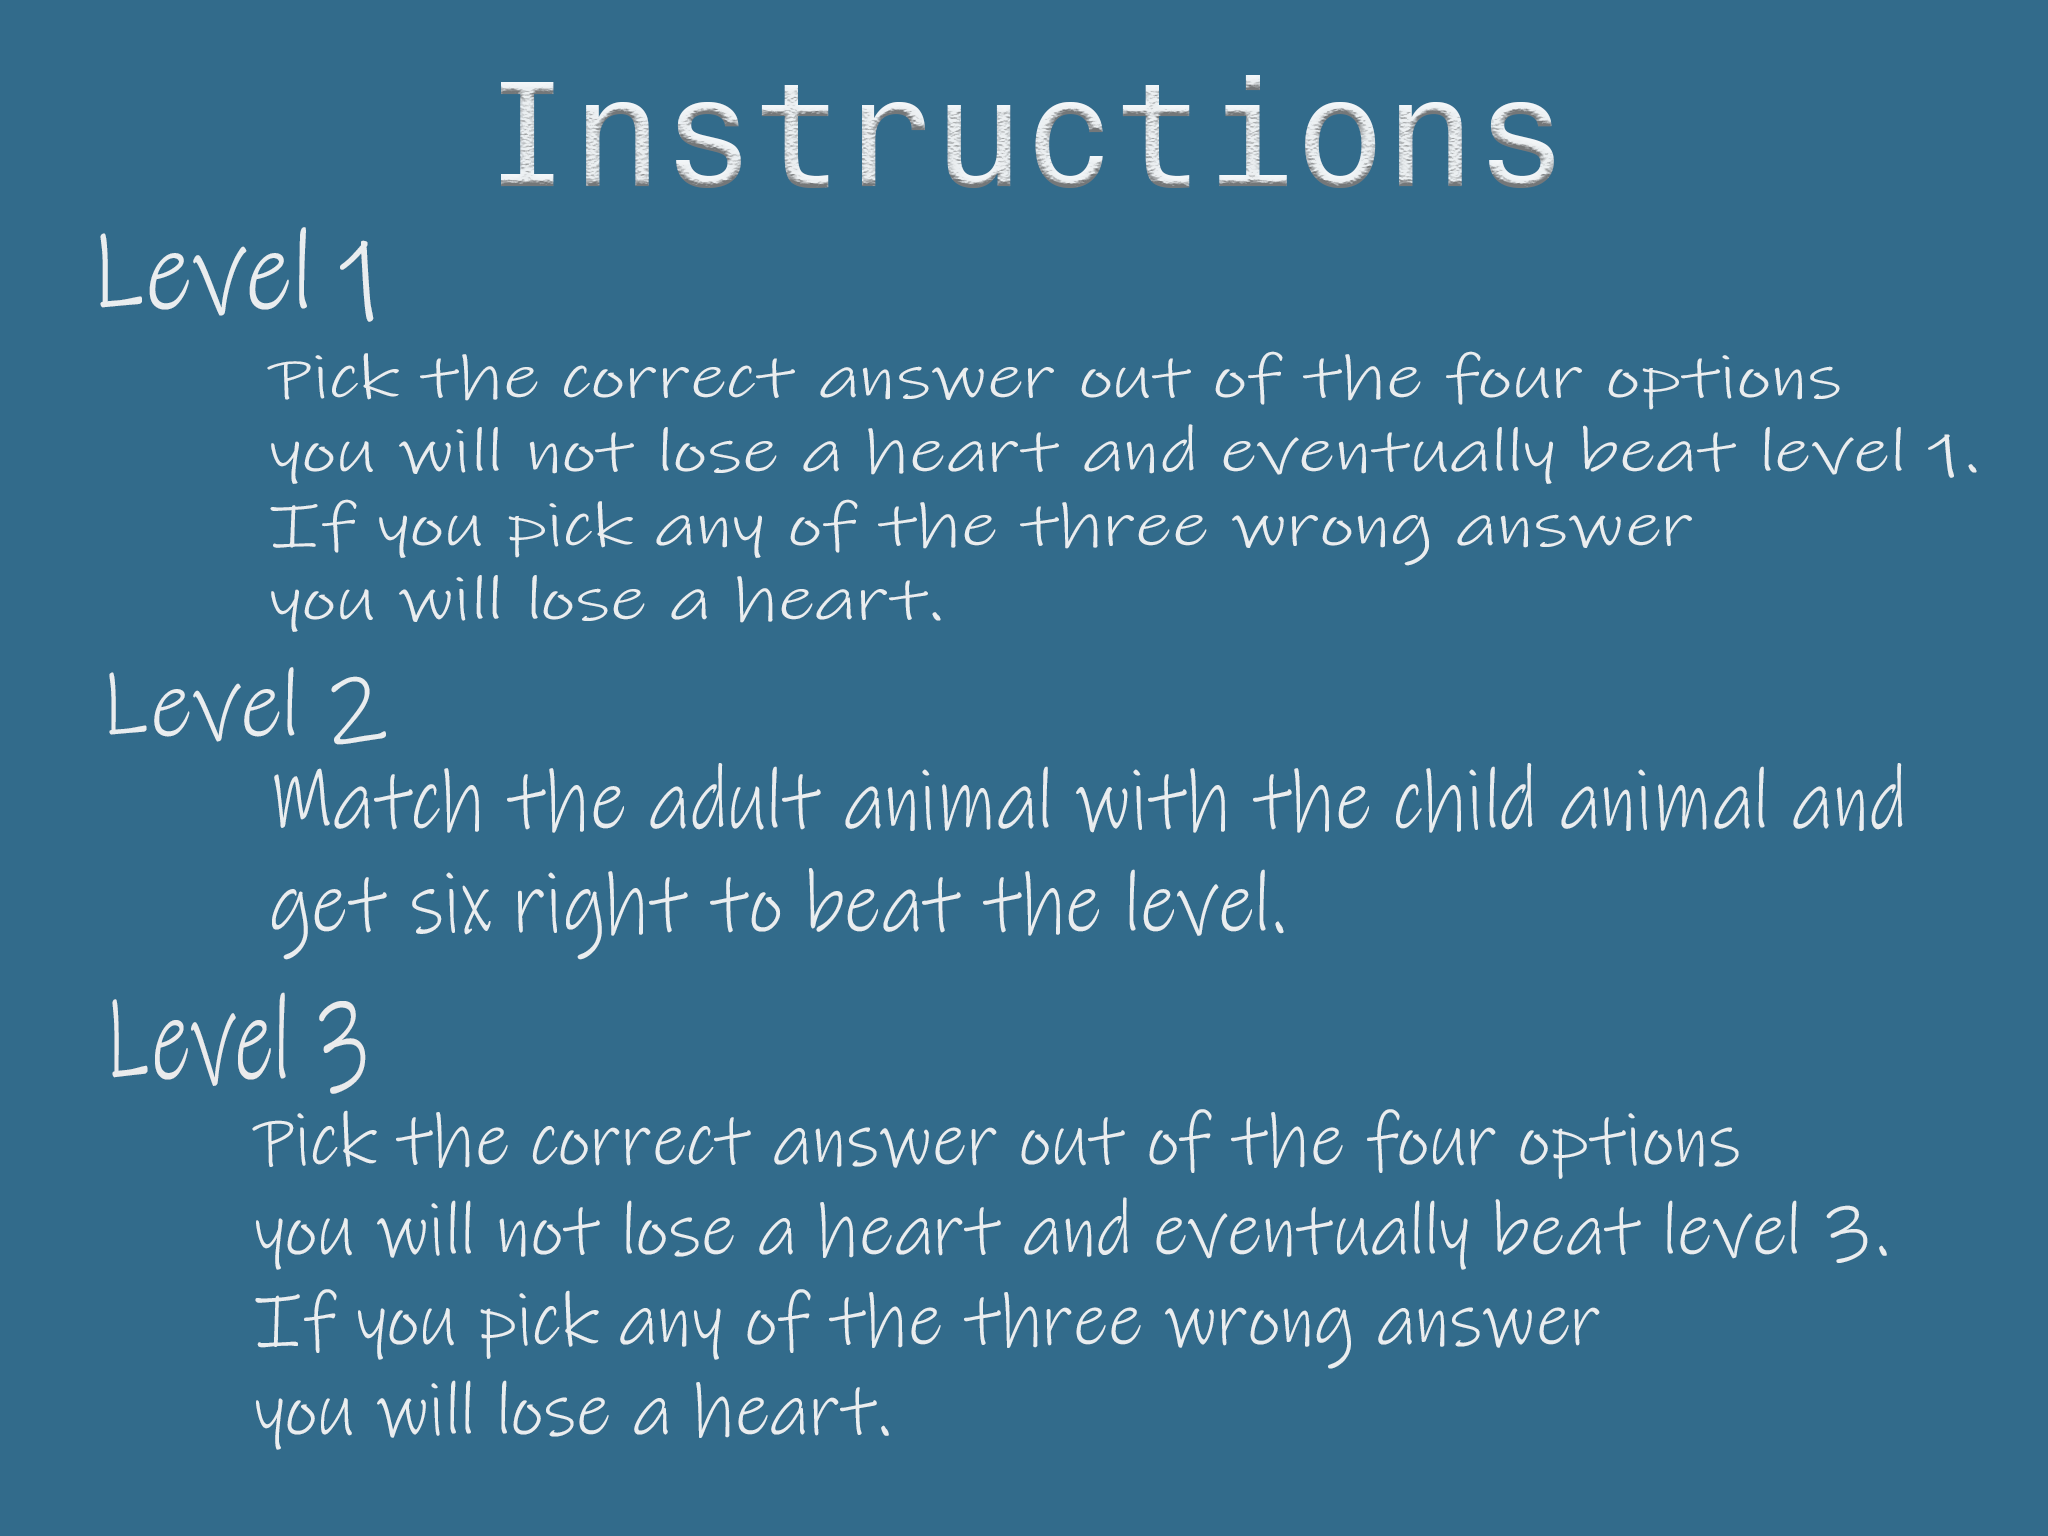 Instructions
Level 1
Pick the correct answer out of the four options
you will not lose a heart and eventually beat level 1.
If you pick any of the three wrong answer
you will lose a heart.
Level 2
Match the adult animal with the child animal and
get six right to beat the level.
Level 3
Pick the correct answer out of the four options
you will not lose a heart and eventually beat level 3.
If you pick any of the three wrong answer
you will lose a heart.